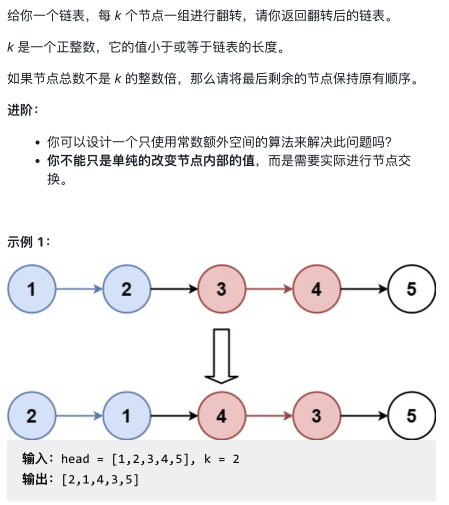 给你一个链表，每 k 个节点一组进行翻转，请你返回翻转后的链表。
k 是一个正整数，它的值小于或等于链表的长度。
如果节点总数不是 k 的整数倍，那么请将最后剩余的节点保持原有顺序。
进阶：
• 你可以设计一个只使用常数额外空间的算法来解决此问题吗？
• 你不能只是单纯的改变节点内部的值，而是需要实际进行节点交
换。
示例 1：
1 2 3 4 5
2 1 4 3 5
输入：head = [1,2,3,4,5], k = 2
输出：[2,1,4,3,5]